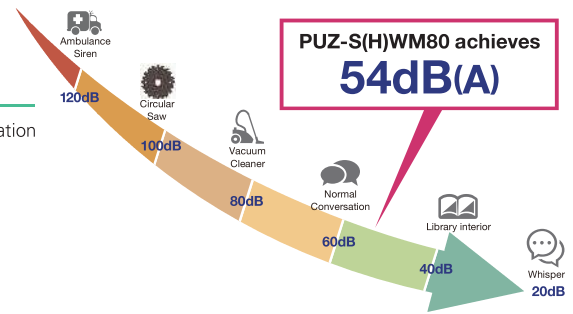 Ambulance
Siren
120dB
ation
Circular
Saw
100dB
Vacuum
Cleaner
80dB
Normal
Conversation
60dB
PUZ-S(H)WM80 achieves
54dB(A)
Library interior
40dB
Whisper
20dB